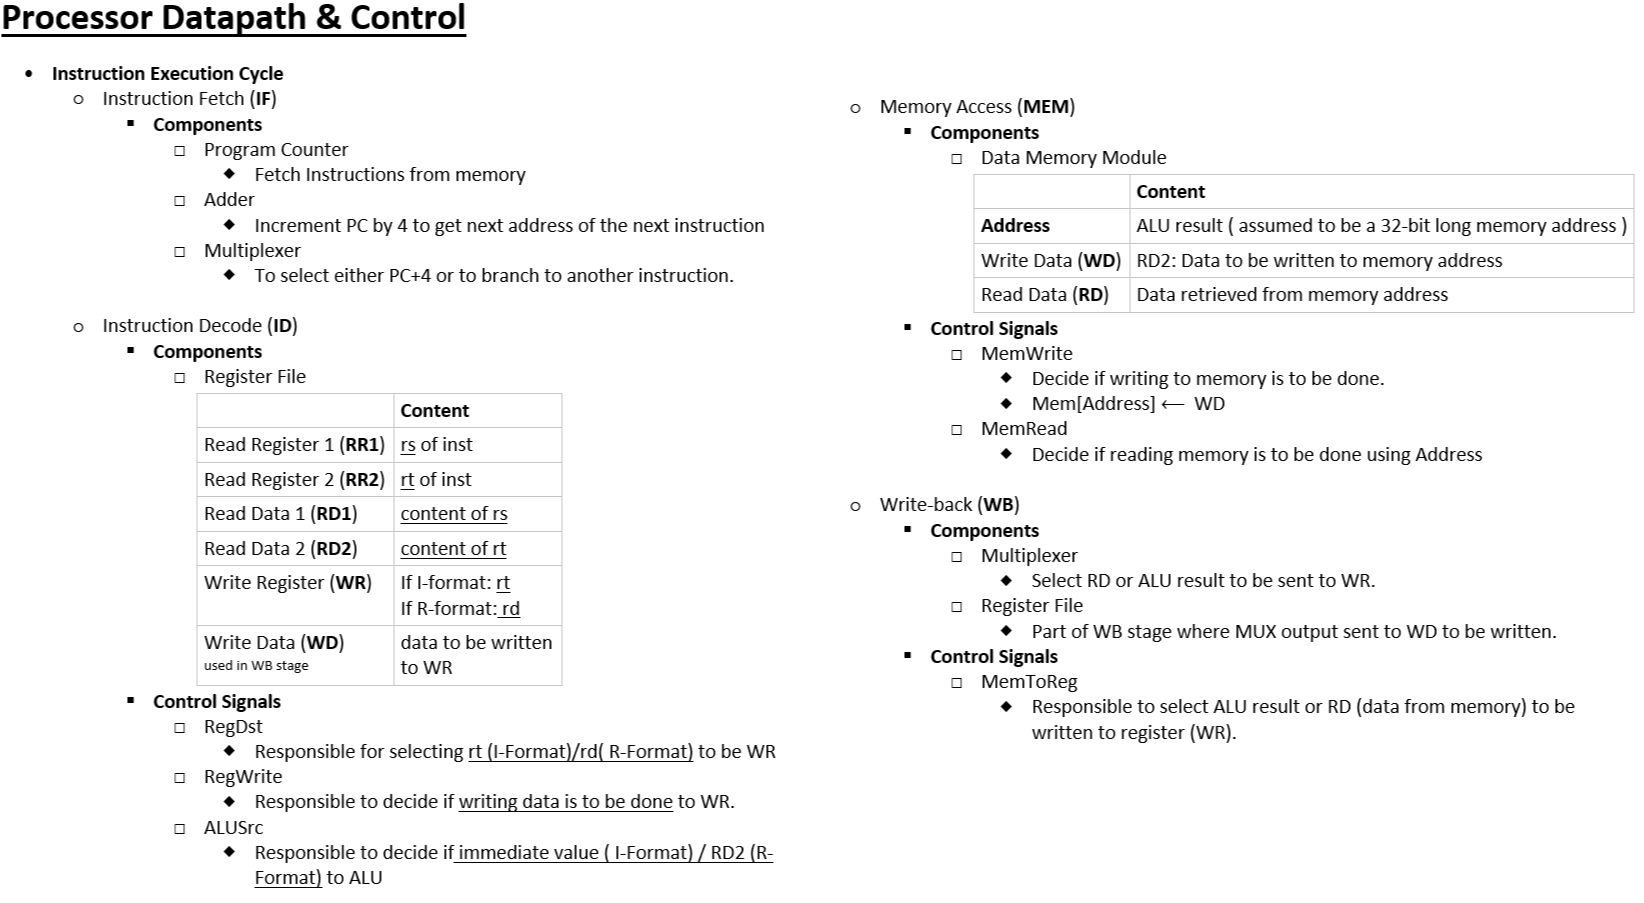 Processor Datapath & Control
• Instruction Execution Cycle
o Instruction Fetch (IF)
▪ Components
□ Program Counter
◆ Fetch Instructions from memory
□ Adder
◆ Increment PC by 4 to get next address of the next instruction
□ Multiplexer
◆ To select either PC+4 or to branch to another instruction.
o Instruction Decode (ID)
▪ Components
□ Register File
Content
Read Register 1 (RR1) rs of inst
Read Register 2 (RR2) rt of inst
Read Data 1 (RD1) content of rs
Read Data 2 (RD2) content of rt
Write Register (WR) If I-format: rt
If R-format: rd
Write Data (WD) data to be written
used in WB stage to WR
▪ Control Signals
□ RegDst
◆ Responsible for selecting rt (I-Format)/rd( R-Format) to be WR
□ RegWrite
◆ Responsible to decide if writing data is to be done to WR.
□ ALUSrc
◆ Responsible to decide if immediate value ( I-Format) / RD2 (R-
Format) to ALU
o Memory Access (MEM)
▪ Components
□ Data Memory Module
Content
Address ALU result ( assumed to be a 32-bit long memory address )
Write Data (WD) RD2: Data to be written to memory address
Read Data (RD) Data retrieved from memory address
▪ Control Signals
□ MemWrite
◆ Decide if writing to memory is to be done.
◆ Mem[Address] ⟵ WD
□ MemRead
◆ Decide if reading memory is to be done using Address
o Write-back (WB)
▪ Components
□ Multiplexer
◆ Select RD or ALU result to be sent to WR.
□ Register File
◆ Part of WB stage where MUX output sent to WD to be written.
▪ Control Signals
□ MemToReg
◆ Responsible to select ALU result or RD (data from memory) to be
written to register (WR).